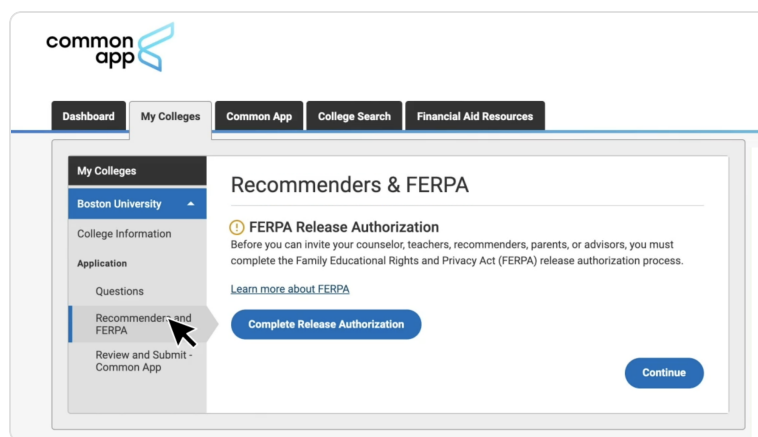 common
app
Dashboard
My Colleges
Common App
College Search
Financial Aid Resources
My Colleges
Boston University
College Information
Application
Questions
Recommenders and
FERPA
Review and Submit -
Common App
Recommenders & FERPA
FERPA Release Authorization
Before you can invite your counselor, teachers, recommenders, parents, or advisors, you must
complete the Family Educational Rights and Privacy Act (FERPA) release authorization process.
Learn more about FERPA
Complete Release Authorization
Continue